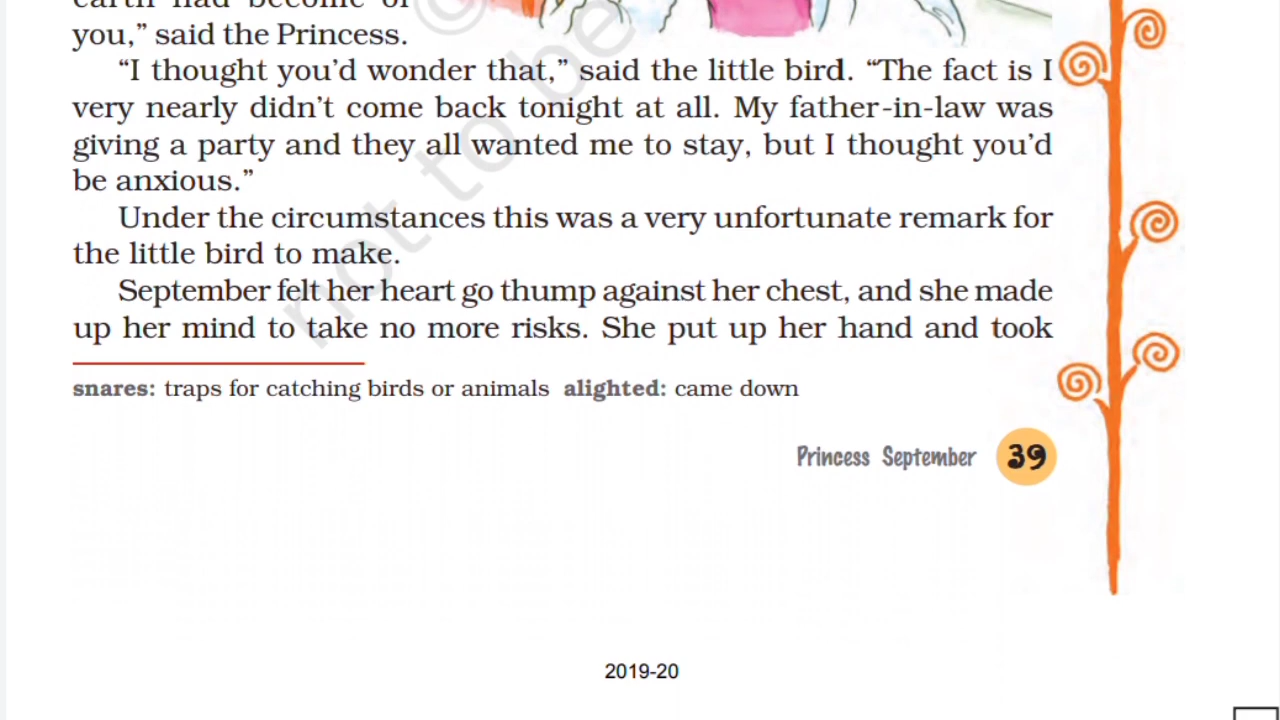 you,” said the Princess.
“I thought you’d wonder that,” said the little bird. “The fact is I
very nearly didn’t come back tonight at all. My father-in-law was
giving a party and they all wanted me to stay, but I thought you’d
be anxious.”
Under the circumstances this was a very unfortunate remark for
the little bird to make.
September felt her heart go thump against her chest, and she made
up her mind to take no more risks. She put up her hand and took
snares: traps for catching birds or animals alighted: came down
Princess September 39
2019-20
not to be
©